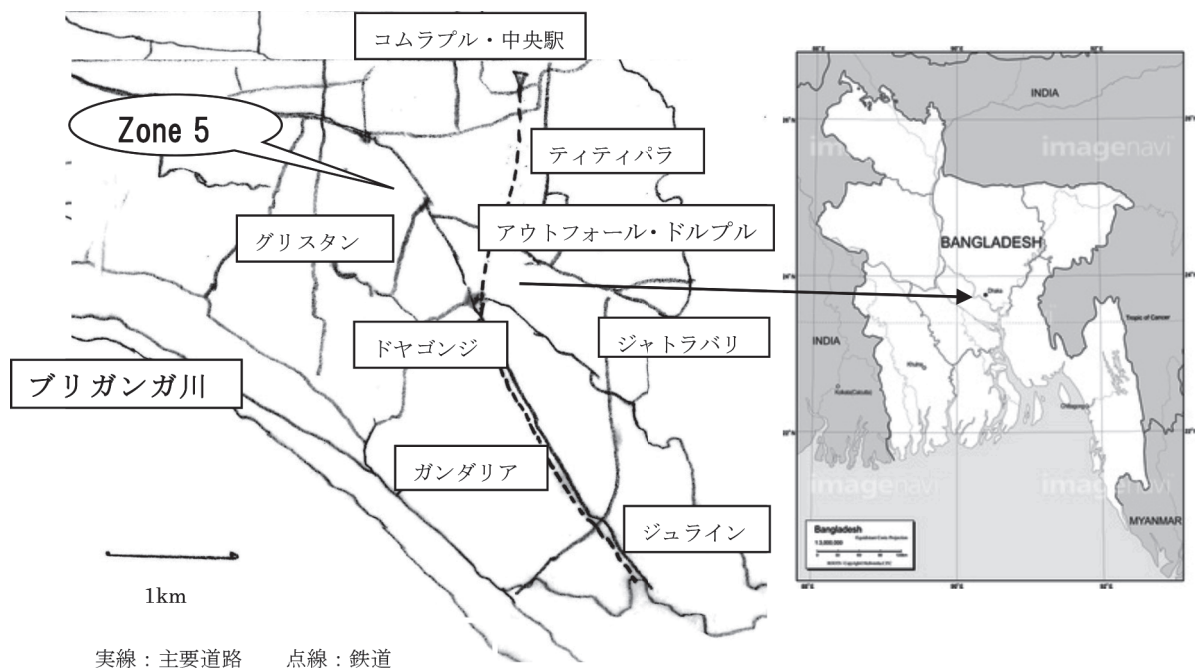 コムラプル・中央駅
Zone 5
ティティパラ
グリスタン
アウトフォール・ドルプル
ドヤゴンジ
ジャトラバリ
ブリガンガ川
ガンダリア
ジュライン
1km
実線：主要道路　　点線：鉄道
INDIA
imagenavi
imagenavi
BANGLADESH
Dhaka
Tropic of Cancer
INDIA
Khulna
Kolkata(Calcutta)
Chittagong
imagenavi
imagenavi
MYANMAR
Bangladesh